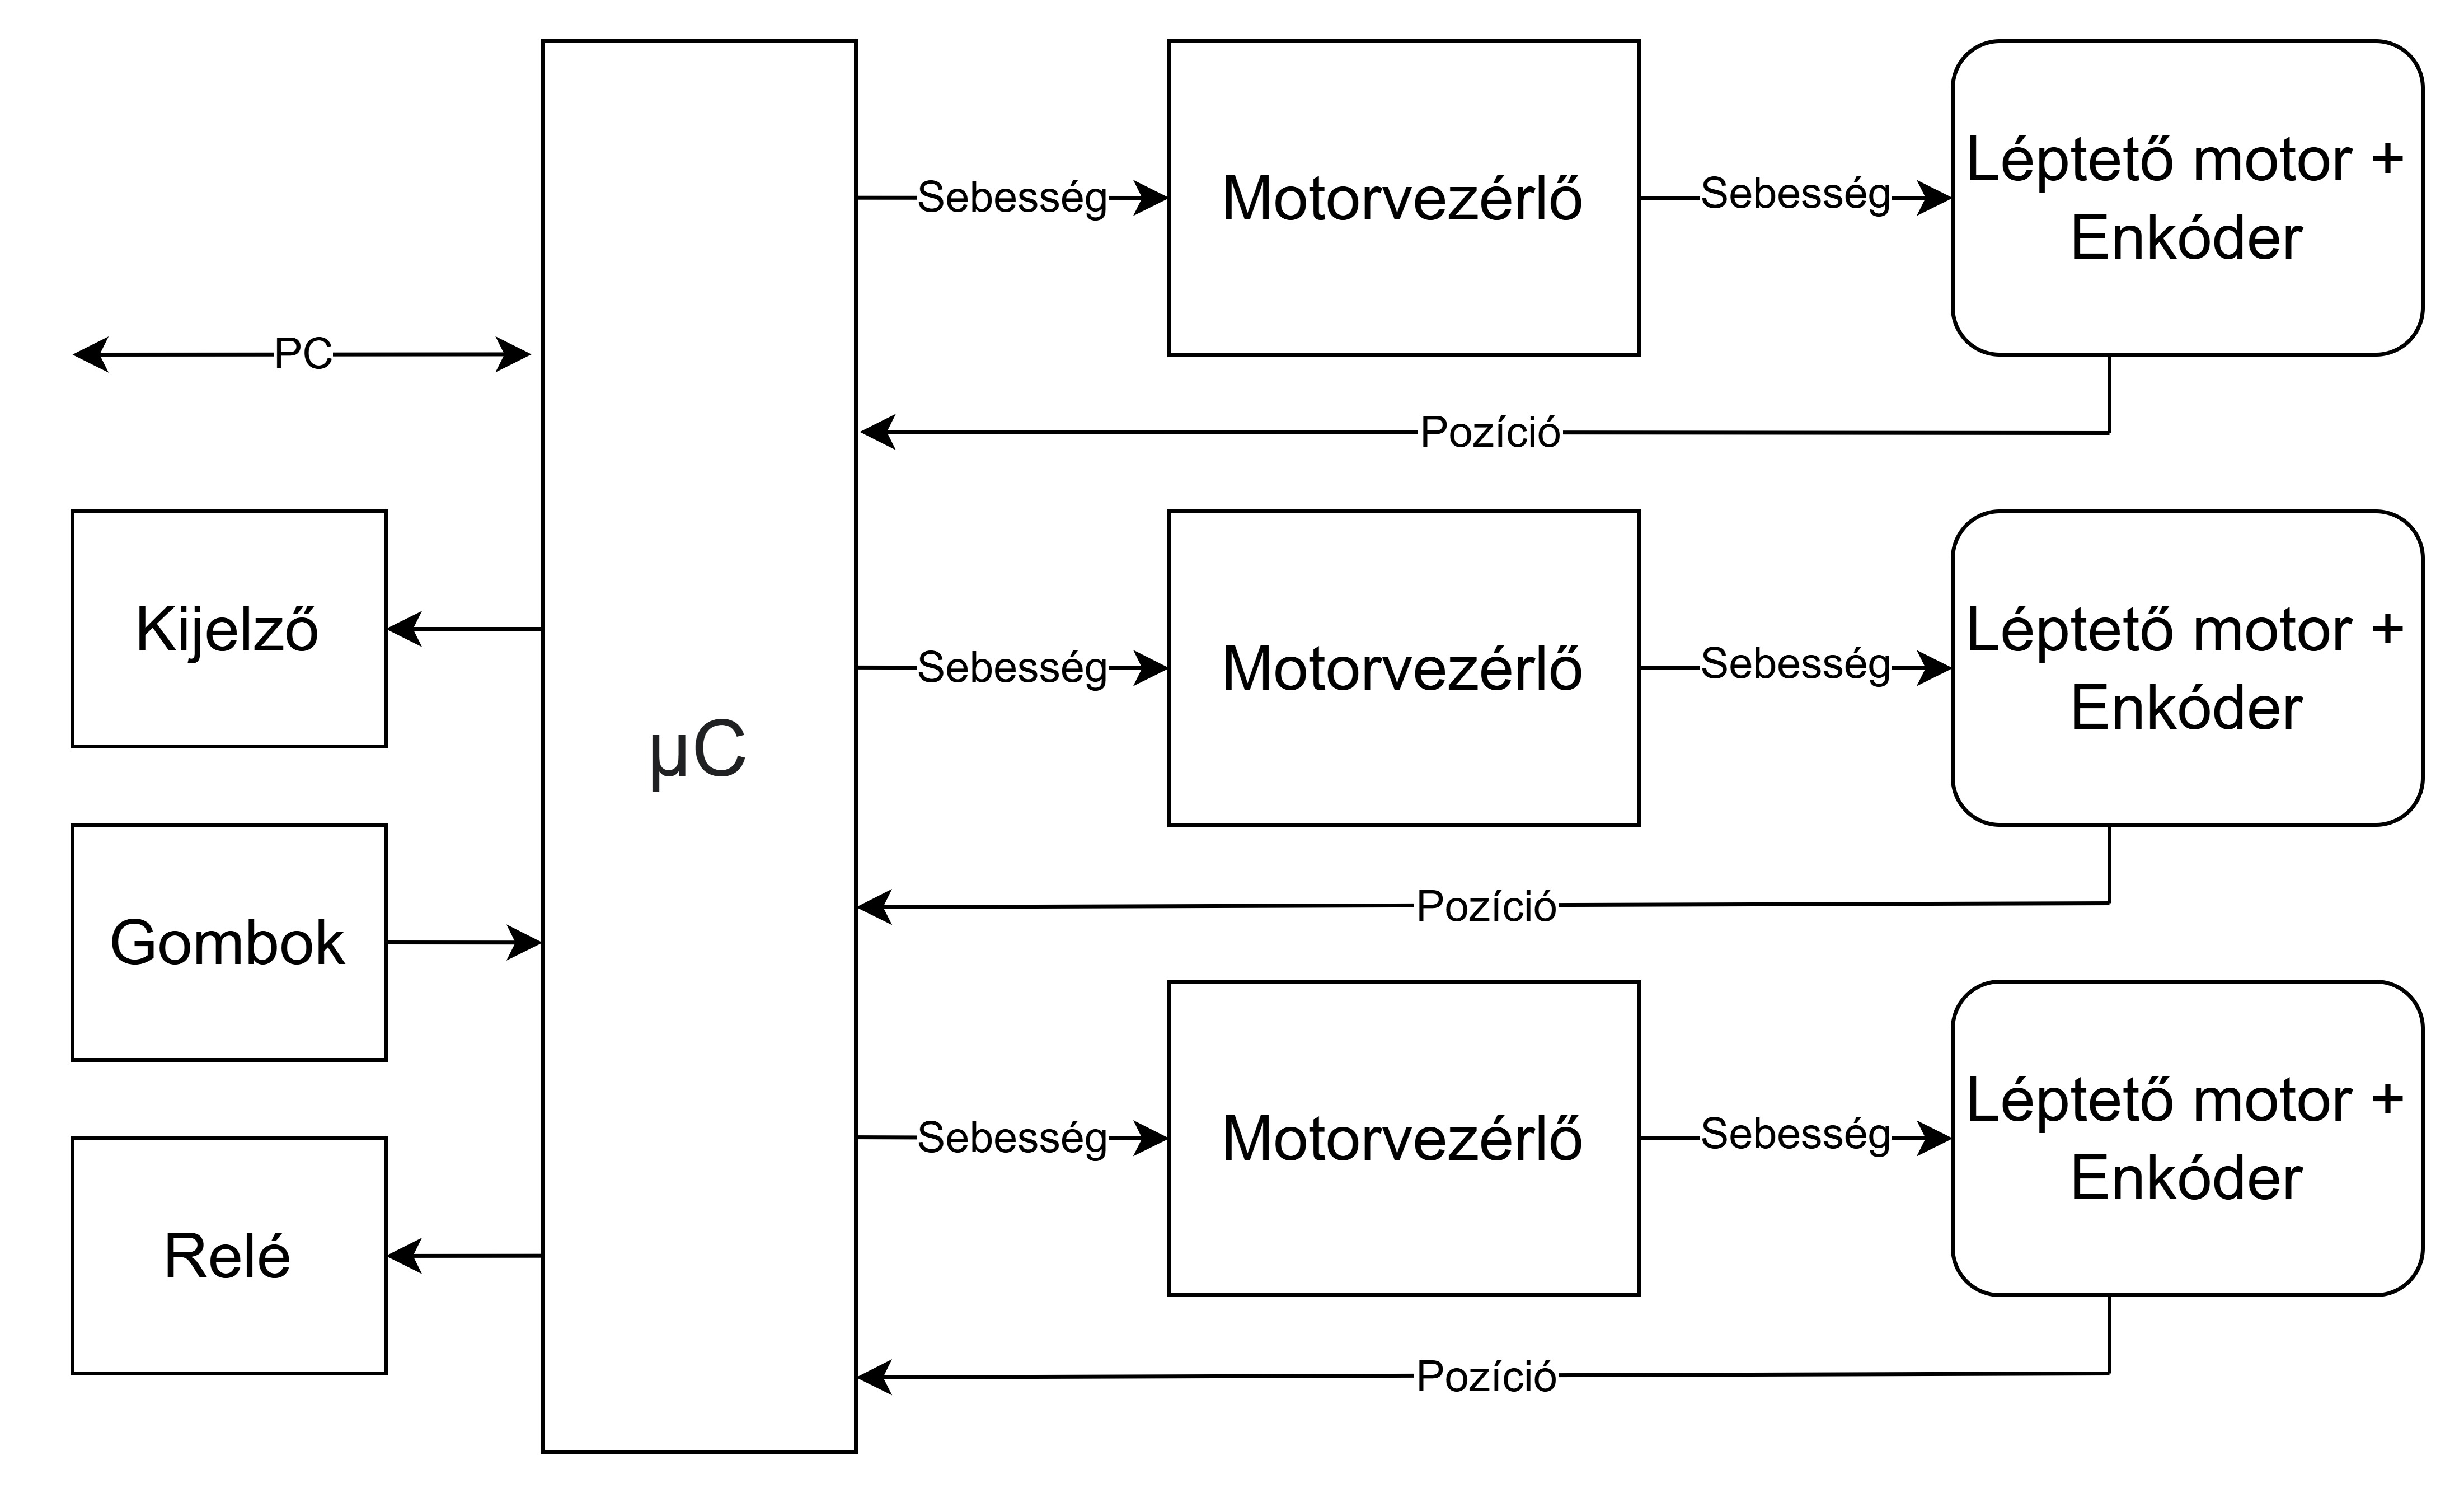 Sebesség
Motorvezérlő
Sebesség
Léptető motor +
Enkóder
PC
Pozíció
Kijelző
Sebesség
Motorvezérlő
Sebesség
Léptető motor +
Enkóder
µC
Gombok
Pozíció
Relé
Sebesség
Motorvezérlő
Sebesség
Léptető motor +
Enkóder
Pozíció